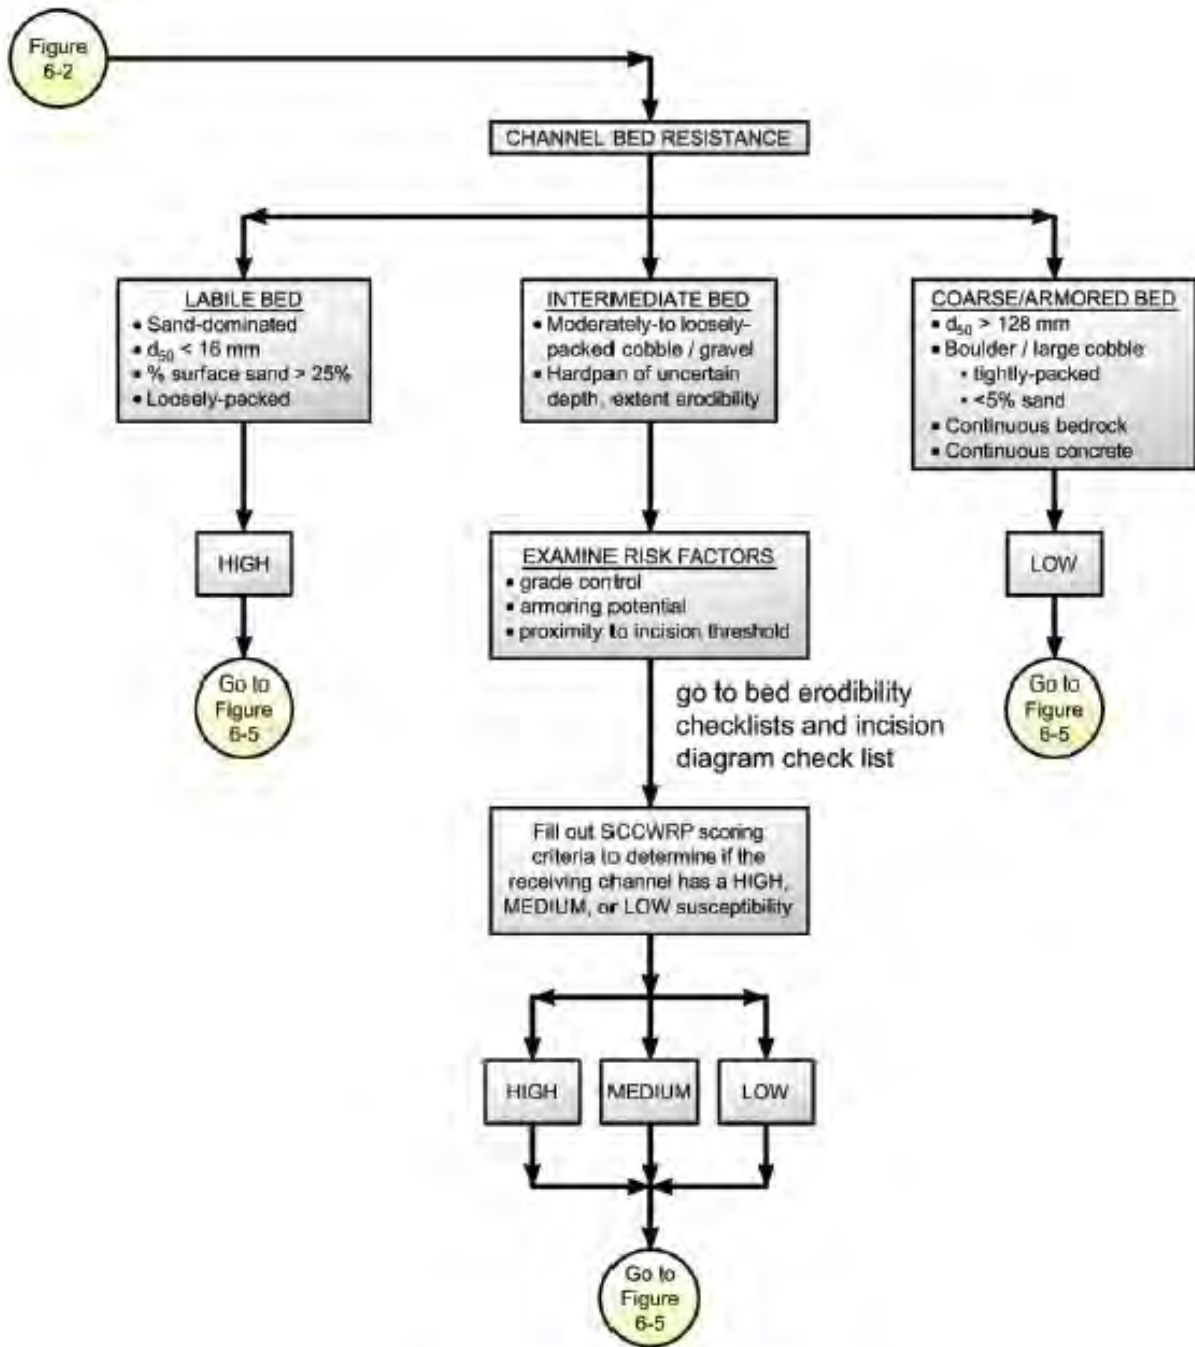 Figure
6-2
CHANNEL BED RESISTANCE
LABILE BED
▪ Sand-dominated
▪ d₅₀ < 16 mm
▪ % surface sand > 25%
▪ Loosely-packed
INTERMEDIATE BED
▪ Moderately-to loosely-
packed cobble / gravel
▪ Hardpan of uncertain
depth, extent erodibility
COARSE/ARMORED BED
▪ d₅₀ > 128 mm
▪ Boulder / large cobble
▪ tightly-packed
▪ <5% sand
▪ Continuous bedrock
▪ Continuous concrete
HIGH
EXAMINE RISK FACTORS
▪ grade control
▪ armoring potential
▪ proximity to incision threshold
LOW
Go to
Figure
6-5
go to bed erodibility
checklists and incision
diagram check list
Go to
Figure
6-5
Fill out SCCWRP scoring
criteria to determine if the
receiving channel has a HIGH,
MEDIUM, or LOW susceptibility
HIGH
MEDIUM
LOW
Go to
Figure
6-5